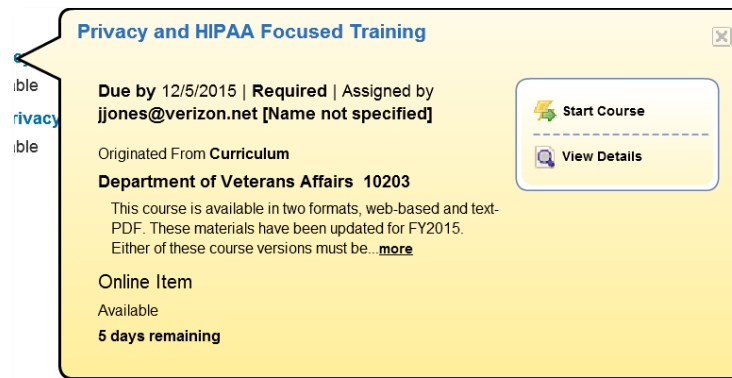 Privacy and HIPAA Focused Training
Due by 12/5/2015 | Required | Assigned by
jjones@verizon.net [Name not specified]
Originated From Curriculum
Department of Veterans Affairs 10203
This course is available in two formats, web-based and text-
PDF. These materials have been updated for FY2015.
Either of these course versions must be...more
Online Item
Available
5 days remaining
Start Course
View Details
able
rivacy
able